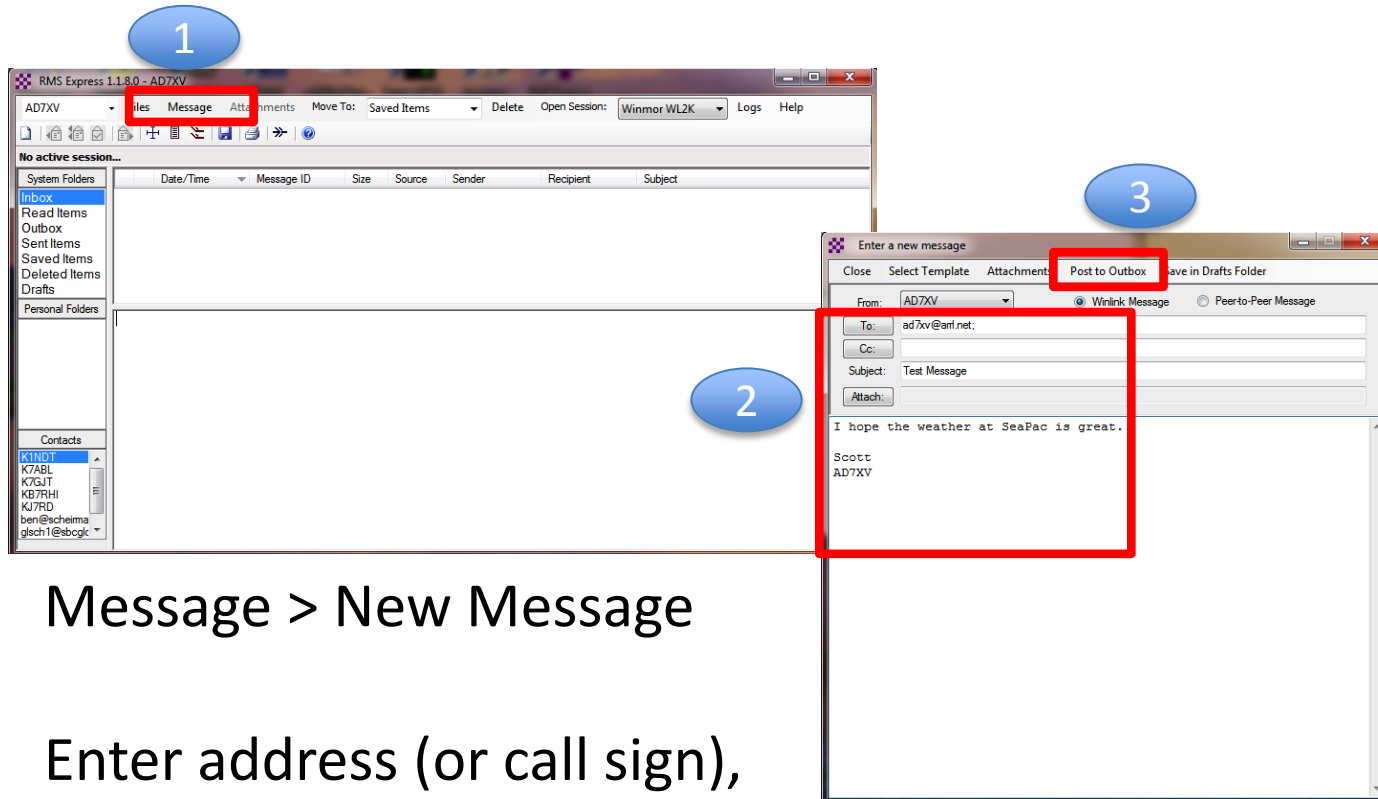 1
RMS Express 1.1.8.0 - AD7XV
AD7XV Files Message Attachments Move To: Saved Items Delete Open Session: Winmor WL2K Logs Help
No active session...
System Folders Date/Time Message ID Size Source Sender Recipient Subject
Inbox
Read Items
Outbox
Sent Items
Saved Items
Deleted Items
Drafts
Personal Folders
Contacts
K1NDT
K7ABL
K7GJT
KB7RHI
KJ7RD
ben@scheima
glsch1@sbcglc
3
Enter a new message
Close Select Template Attachments Post to Outbox Save in Drafts Folder
From: AD7XV Winlink Message Peer-to-Peer Message
To: ad7xv@arrl.net;
Cc:
Subject: Test Message
Attach:
2
I hope the weather at SeaPac is great.
Scott
AD7XV
Message > New Message
Enter address (or call sign),